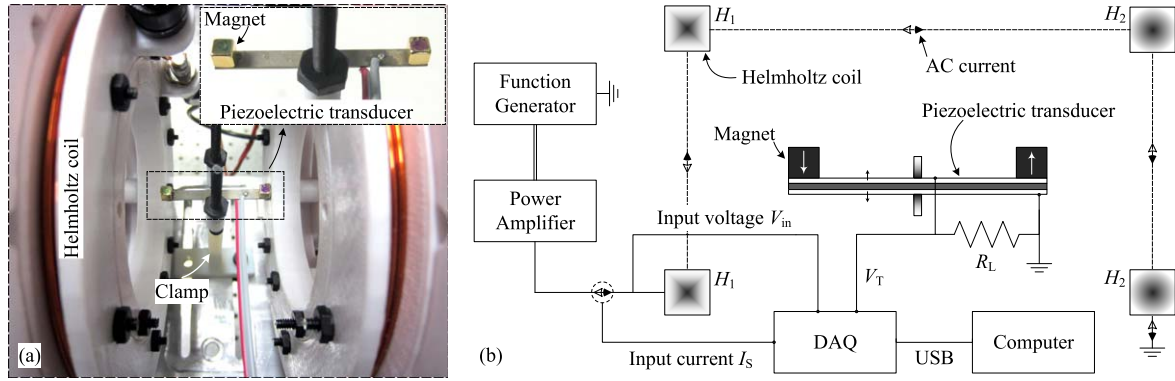 Magnet
Piezoelectric transducer
Helmholtz coil
Clamp
(a)
H1
H2
AC current
Helmholtz coil
Function
Generator
Piezoelectric transducer
Magnet
Power
Amplifier
Input voltage Vin
RL
VT
H1
H2
DAQ
Computer
USB
Input current IS
(b)